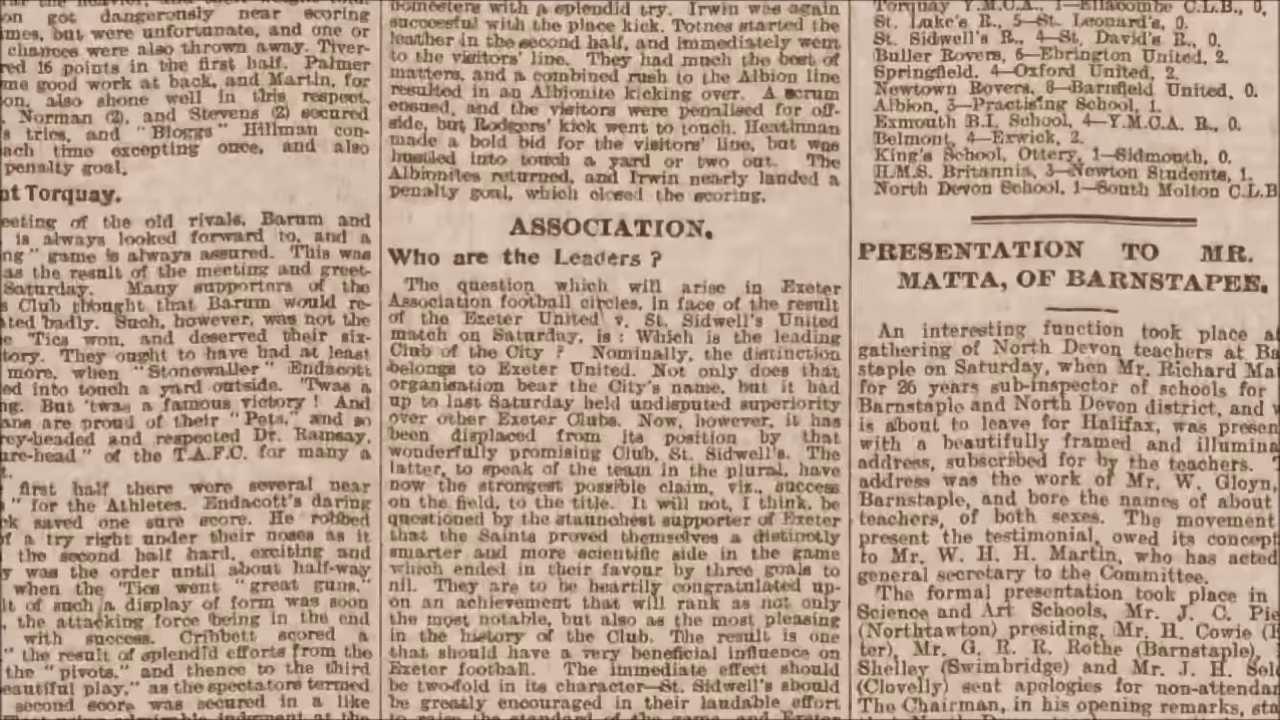 on got dangerously near scoring
mes, but were unfortunate, and one or
chances were also thrown away. Tiver-
red 16 points in the first half. Palmer
me good work at back, and Martin, for
on, also shone well in this respect.
. Norman (2), and Stevens (2) secured
s tries, and "Bloggs" Hillman con-
ach time excepting once, and also
penalty goal.
at Torquay.
eeting of the old rivals, Barum and
is always looked forward to, and a
ng" game is always assured. This was
as the result of the meeting and greet-
Saturday. Many supporters of the
s Club thought that Barum would re-
ted badly. Such, however, was not the
e 'Tics won, and deserved their six-
tory. They ought to have had at least
more, when "Stonewaller" Endacott
ed into touch a yard outside. 'Twas a
ng. But 'twas a famous victory! And
ans are proud of their "Pets," and so
rey-headed and respected Dr. Ramsay,
ure-head" of the T.A.F.C. for many a
t.
first half there were several near
" for the Athletes. Endacott's daring
ck saved one sure score. He robbed
f a try right under their noses as it
the second half hard, exciting and
y was the order until about half-way
when the 'Tics went "great guns."
lt of such a display of form was soon
, the attacking force being in the end
with success. Cribbett scored a
" the result of splendid efforts from the
the "pivots," and thence to the third
eautiful play," as the spectators termed
second score was secured in a like
homesters with a splendid try. Irwin was again
successful with the place kick. Totnes started the
leather in the second half, and immediately went
to the visitors' line. They had much the best of
matters, and a combined rush to the Albion line
resulted in an Albionite kicking over. A scrum
ensued, and the visitors were penalised for off-
side, but Rodgers' kick went to touch. Heathman
made a bold bid for the visitors' line, but was
hustled into touch a yard or two out. The
Albionites returned, and Irwin nearly landed a
penalty goal, which closed the scoring.
ASSOCIATION.
Who are the Leaders?
The question which will arise in Exeter
Association football circles, in face of the result
of the Exeter United v. St. Sidwell's United
match on Saturday, is: Which is the leading
Club of the City? Nominally, the distinction
belongs to Exeter United. Not only does that
organisation bear the City's name, but it had
up to last Saturday held undisputed superiority
over other Exeter Clubs. Now, however, it has
been displaced from its position by that
wonderfully promising Club, St. Sidwell's. The
latter, to speak of the team in the plural, have
now the strongest possible claim, viz., success
on the field, to the title. It will not, I think, be
questioned by the staunchest supporter of Exeter
that the Saints proved themselves a distinctly
smarter and more scientific side in the game
which ended in their favour by three goals to
nil. They are to be heartily congratulated up-
on an achievement that will rank as not only
the most notable, but also as the most pleasing
in the history of the Club. The result is one
that should have a very beneficial influence on
Exeter football. The immediate effect should
be twofold in its character—St. Sidwell's should
be greatly encouraged in their laudable effort
to raise the standard of the game, and Exeter
Torquay Y.M.C.A., 1—Ellacombe C.L.B., 0.
St. Luke's R., 5—St. Leonard's, 0.
St. Sidwell's R., 4—St. David's R., 0.
Buller Rovers, 6—Ebrington United, 2.
Springfield, 4—Oxford United, 2.
Newtown Rovers, 6—Barnfield United, 0.
Albion, 3—Practising School, 1.
Exmouth B.I. School, 4—Y.M.C.A. R., 0.
Belmont, 4—Exwick, 2.
King's School, Ottery, 1—Sidmouth, 0.
H.M.S. Britannia, 3—Newton Students, 1.
North Devon School, 1—South Molton C.L.B
PRESENTATION TO MR.
MATTA, OF BARNSTAPEE.
An interesting function took place a
gathering of North Devon teachers at Ba
staple on Saturday, when Mr. Richard Ma
for 26 years sub-inspector of schools for
Barnstaple and North Devon district, and
is about to leave for Halifax, was presen
with a beautifully framed and illumina
address, subscribed for by the teachers. T
address was the work of Mr. W. Gloyn,
Barnstaple, and bore the names of about
teachers, of both sexes. The movement
present the testimonial, owed its concept
to Mr. W. H. H. Martin, who has acted
general secretary to the Committee.
The formal presentation took place in
Science and Art Schools, Mr. J. C. Pie
(Northtawton) presiding, Mr. H. Cowie (E
ter), Mr. G. R. R. Rothe (Barnstaple),
Shelley (Swimbridge) and Mr. J. H. Sol
(Clovelly) sent apologies for non-attendan
The Chairman, in his opening remarks, sta